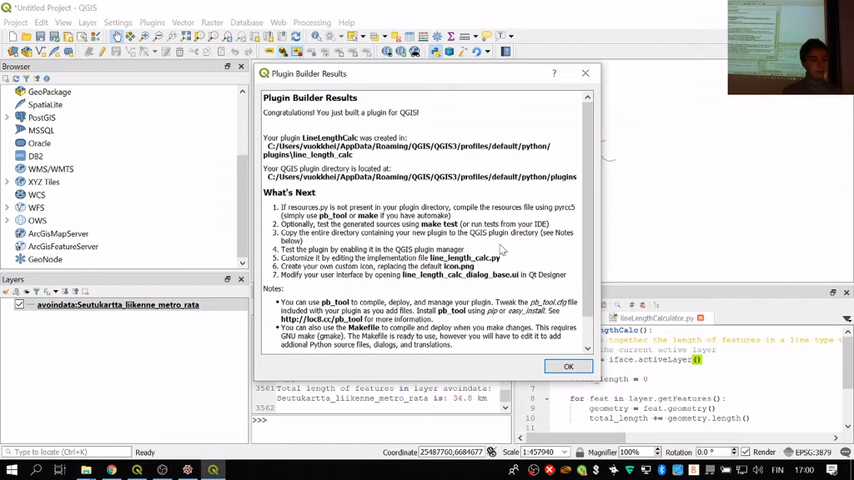 *Untitled Project - QGIS
Project Edit View Layer Settings Plugins Vector Raster Database Web Processing Help
Browser
GeoPackage
SpatiaLite
PostGIS
MSSQL
Oracle
DB2
WMS/WMTS
XYZ Tiles
WCS
WFS
OWS
ArcGisMapServer
ArcGisFeatureServer
GeoNode
Layers
avoindata:Seutukartta_liikenne_metro_rata
Plugin Builder Results
Plugin Builder Results
Congratulations! You just built a plugin for QGIS!
Your plugin LineLengthCalc was created in:
C:/Users/vuokkhei/AppData/Roaming/QGIS/QGIS3/profiles/default/python/
plugins\line_length_calc
Your QGIS plugin directory is located at:
C:/Users/vuokkhei/AppData/Roaming/QGIS/QGIS3/profiles/default/python/plugins
What's Next
1. If resources.py is not present in your plugin directory, compile the resources file using pyrcc5
(simply use pb_tool or make if you have automake)
2. Optionally, test the generated sources using make test (or run tests from your IDE)
3. Copy the entire directory containing your new plugin to the QGIS plugin directory (see Notes
below)
4. Test the plugin by enabling it in the QGIS plugin manager
5. Customize it by editing the implementation file line_length_calc.py
6. Create your own custom icon, replacing the default icon.png
7. Modify your user interface by opening line_length_calc_dialog_base.ui in Qt Designer
Notes:
• You can use pb_tool to compile, deploy, and manage your plugin. Tweak the pb_tool.cfg file
included with your plugin as you add files. Install pb_tool using pip or easy_install. See
http://loc8.cc/pb_tool for more information.
• You can also use the Makefile to compile and deploy when you make changes. This requires
GNU make (gmake). The Makefile is ready to use, however you will have to edit it to add
addional Python source files, dialogs, and translations.
OK
3561 Total length of features in layer avoindata:
Seutukartta_liikenne_metro_rata is: 34.8 km
3562
>>>
lineLengthCalculator.py
ngthCalc():
together the length of features in a line type
the current active layer
= iface.activeLayer()
_length = 0
8 for feat in layer.getFeatures():
9 geometry = feat.geometry()
10 total_length += geometry.length()
Type to locate (Ctrl+K)
Ready
Coordinate 25487760,6684677
Scale 1:457940
Magnifier 100%
Rotation 0.0 °
Render
EPSG:3879
FIN
17:00